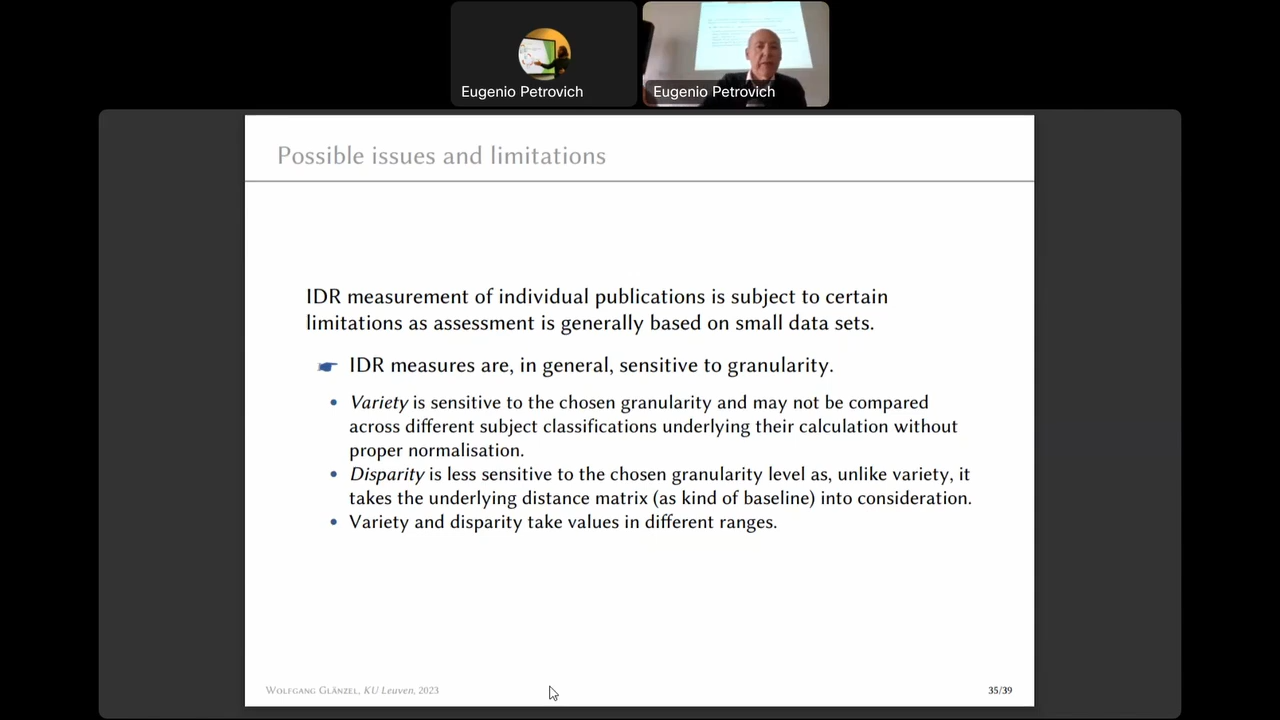 Eugenio Petrovich
Eugenio Petrovich
Possible issues and limitations
IDR measurement of individual publications is subject to certain
limitations as assessment is generally based on small data sets.
IDR measures are, in general, sensitive to granularity.
• Variety is sensitive to the chosen granularity and may not be compared
across different subject classifications underlying their calculation without
proper normalisation.
• Disparity is less sensitive to the chosen granularity level as, unlike variety, it
takes the underlying distance matrix (as kind of baseline) into consideration.
• Variety and disparity take values in different ranges.
Wolfgang Glänzel, KU Leuven, 2023
35/39